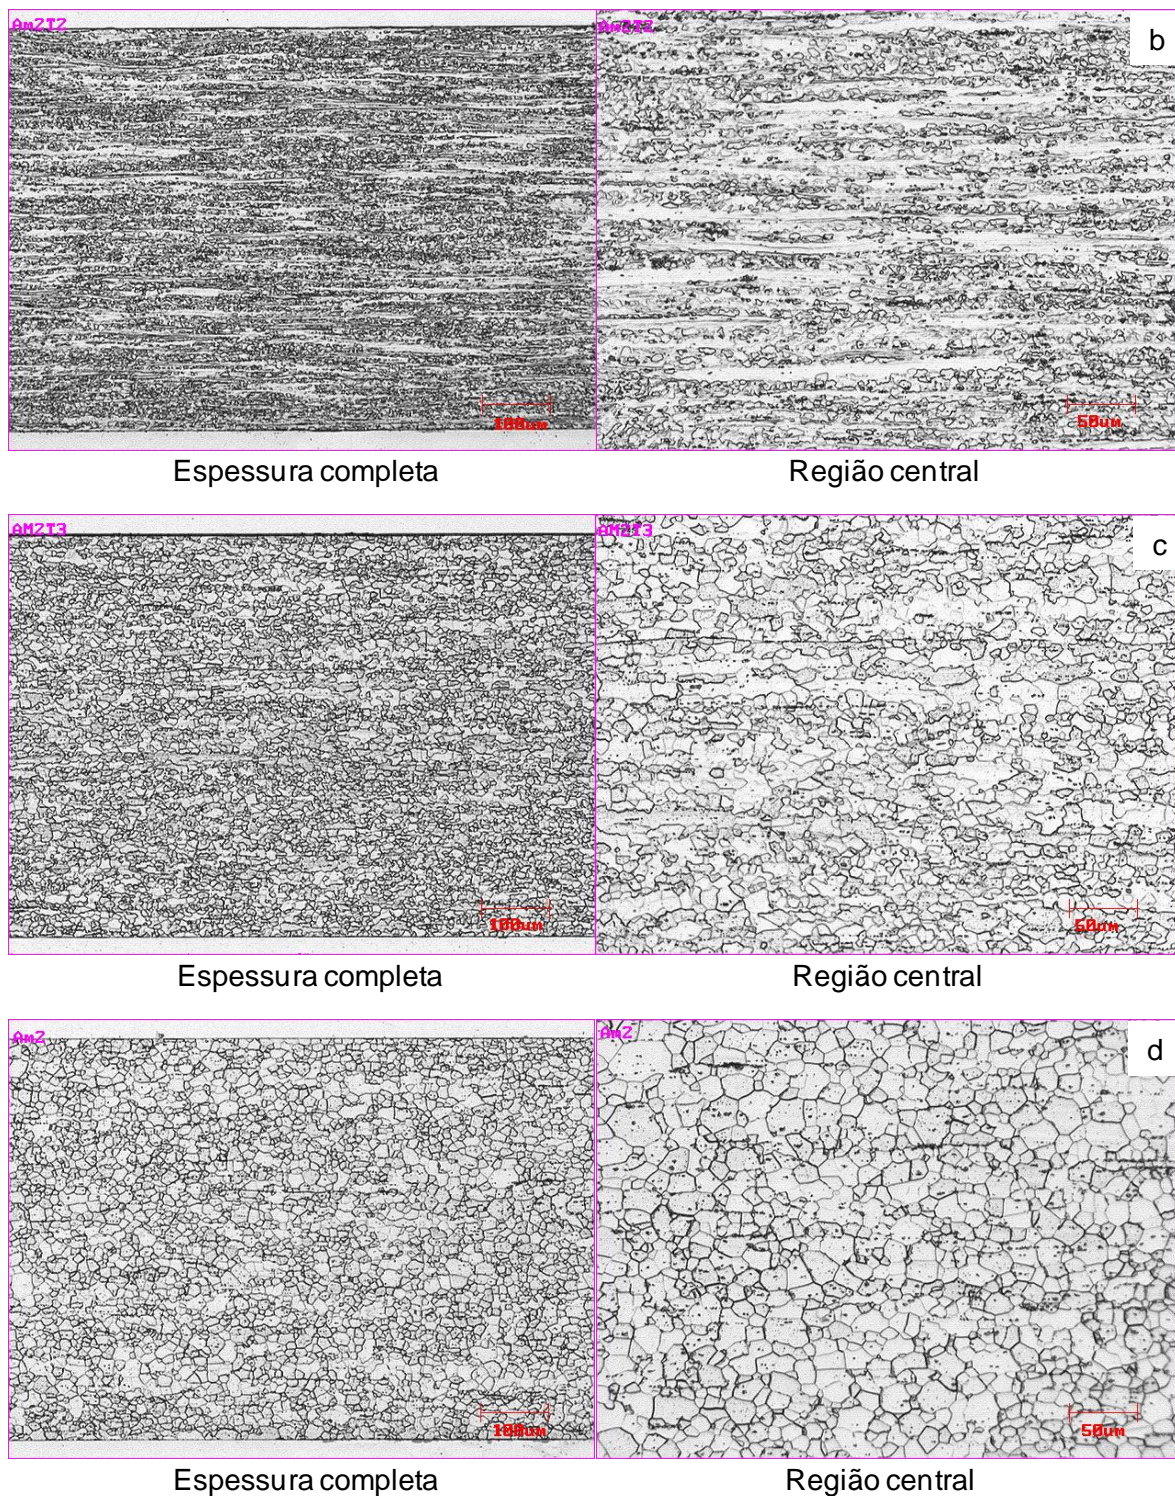 Am2T2
Am2T2
b
100um
50um
Espessura completa
Região central
AM2T3
AM2T3
c
100um
50um
Espessura completa
Região central
Am2
Am2
d
100um
50um
Espessura completa
Região central